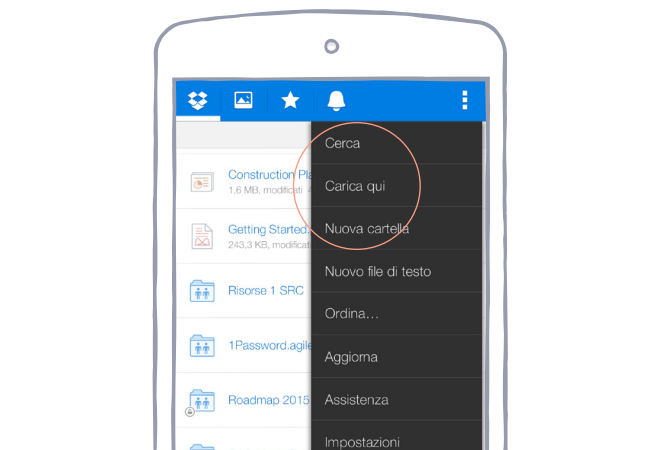 Cerca
Construction Pla
1,6 MB, modificati
Carica qui
Getting Started.
243,3 KB, modificat
Nuova cartella
Nuovo file di testo
Risorse 1 SRC
Ordina...
1Password.agile
Aggiorna
Roadmap 2015
Assistenza
Impostazioni